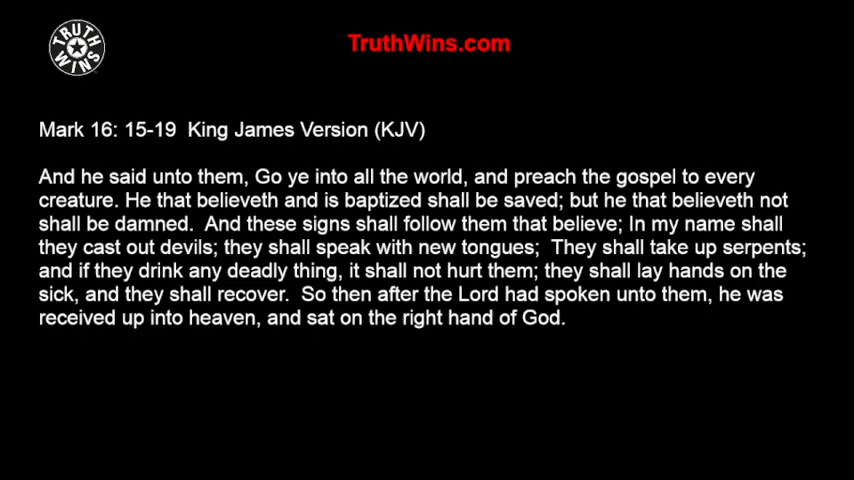 TRUTH
WINS
TruthWins.com
Mark 16: 15-19  King James Version (KJV)
And he said unto them, Go ye into all the world, and preach the gospel to every
creature. He that believeth and is baptized shall be saved; but he that believeth not
shall be damned.  And these signs shall follow them that believe; In my name shall
they cast out devils; they shall speak with new tongues;  They shall take up serpents;
and if they drink any deadly thing, it shall not hurt them; they shall lay hands on the
sick, and they shall recover.  So then after the Lord had spoken unto them, he was
received up into heaven, and sat on the right hand of God.